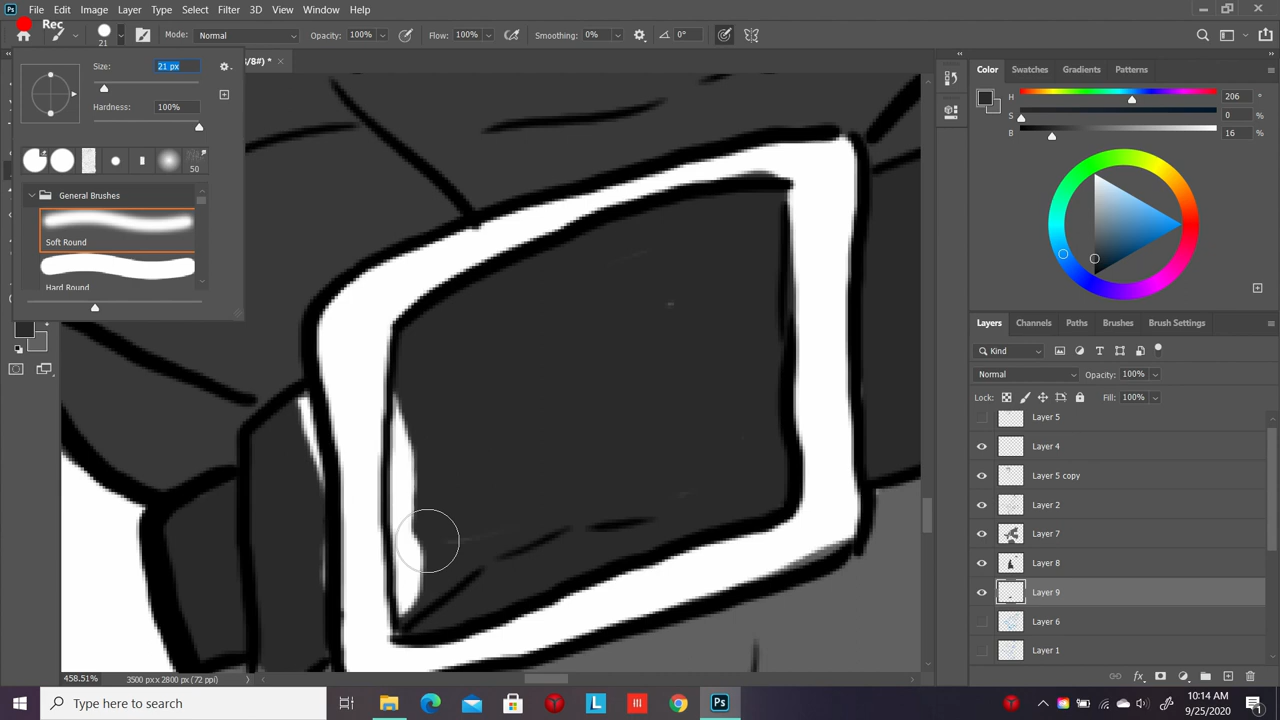 Ps File Edit Image Layer Type Select Filter 3D View Window Help
Rec
21 Mode: Normal Opacity: 100% Flow: 100% Smoothing: 0% 0°
/8#) * ×
Size: 21 px
Hardness: 100%
50
General Brushes
Soft Round
Hard Round
Color Swatches Gradients Patterns
H 206 °
S 0 %
B 16 %
Layers Channels Paths Brushes Brush Settings
Kind
Normal Opacity: 100%
Lock: Fill: 100%
Layer 5
Layer 4
Layer 5 copy
Layer 2
Layer 7
Layer 8
Layer 9
Layer 6
Layer 1
458.51% 3500 px x 2800 px (72 ppi)
Type here to search
10:14 AM
9/25/2020